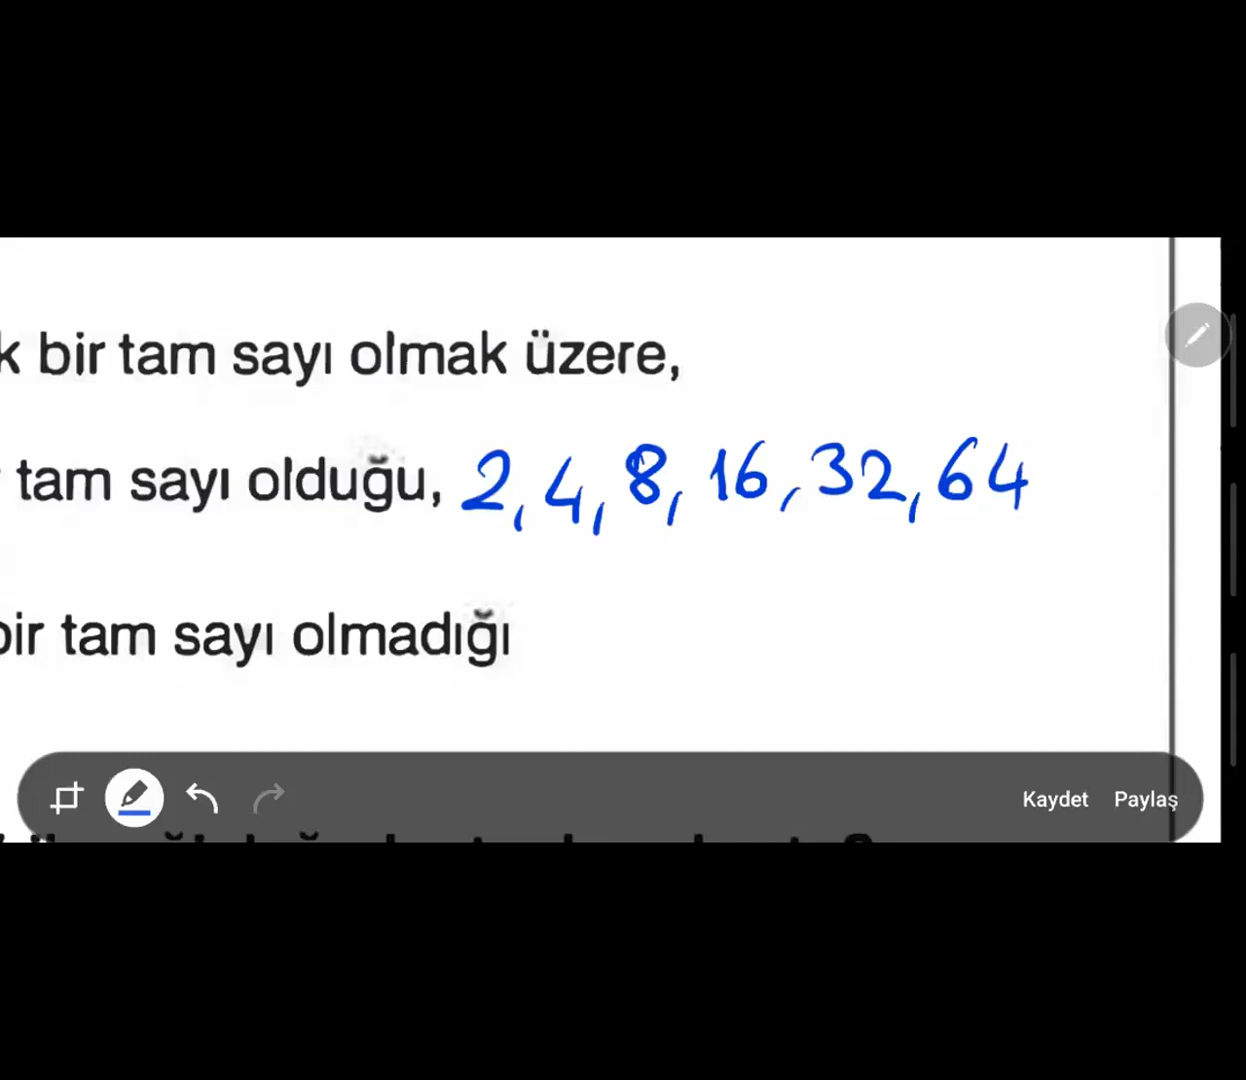 k bir tam sayı olmak üzere,
tam sayı olduğu, 2, 4, 8, 16, 32, 64
bir tam sayı olmadığı
Kaydet Paylaş